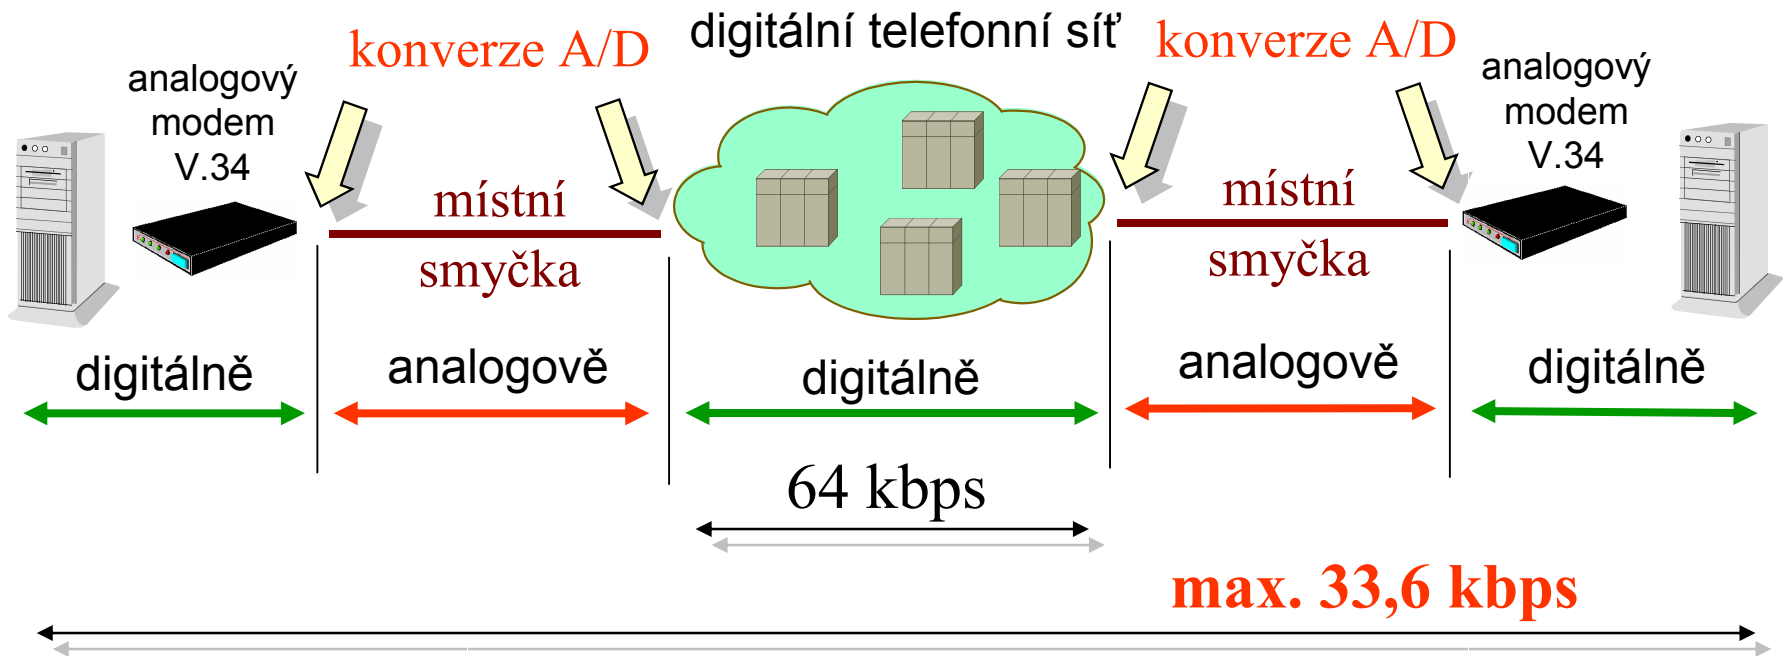 digitální telefonní síť
konverze A/D
konverze A/D
analogový
modem
V.34
analogový
modem
V.34
místní
smyčka
místní
smyčka
digitálně
analogově
digitálně
analogově
digitálně
64 kbps
max. 33,6 kbps